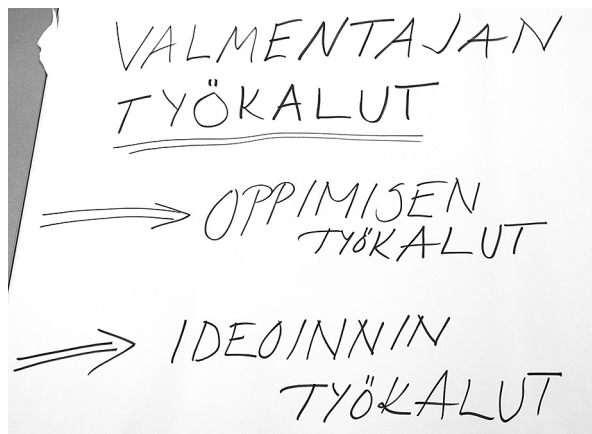 VALMENTAJAN
TYÖKALUT
OPPIMISEN
TYÖKALUT
IDEOINNIN
TYÖKALUT